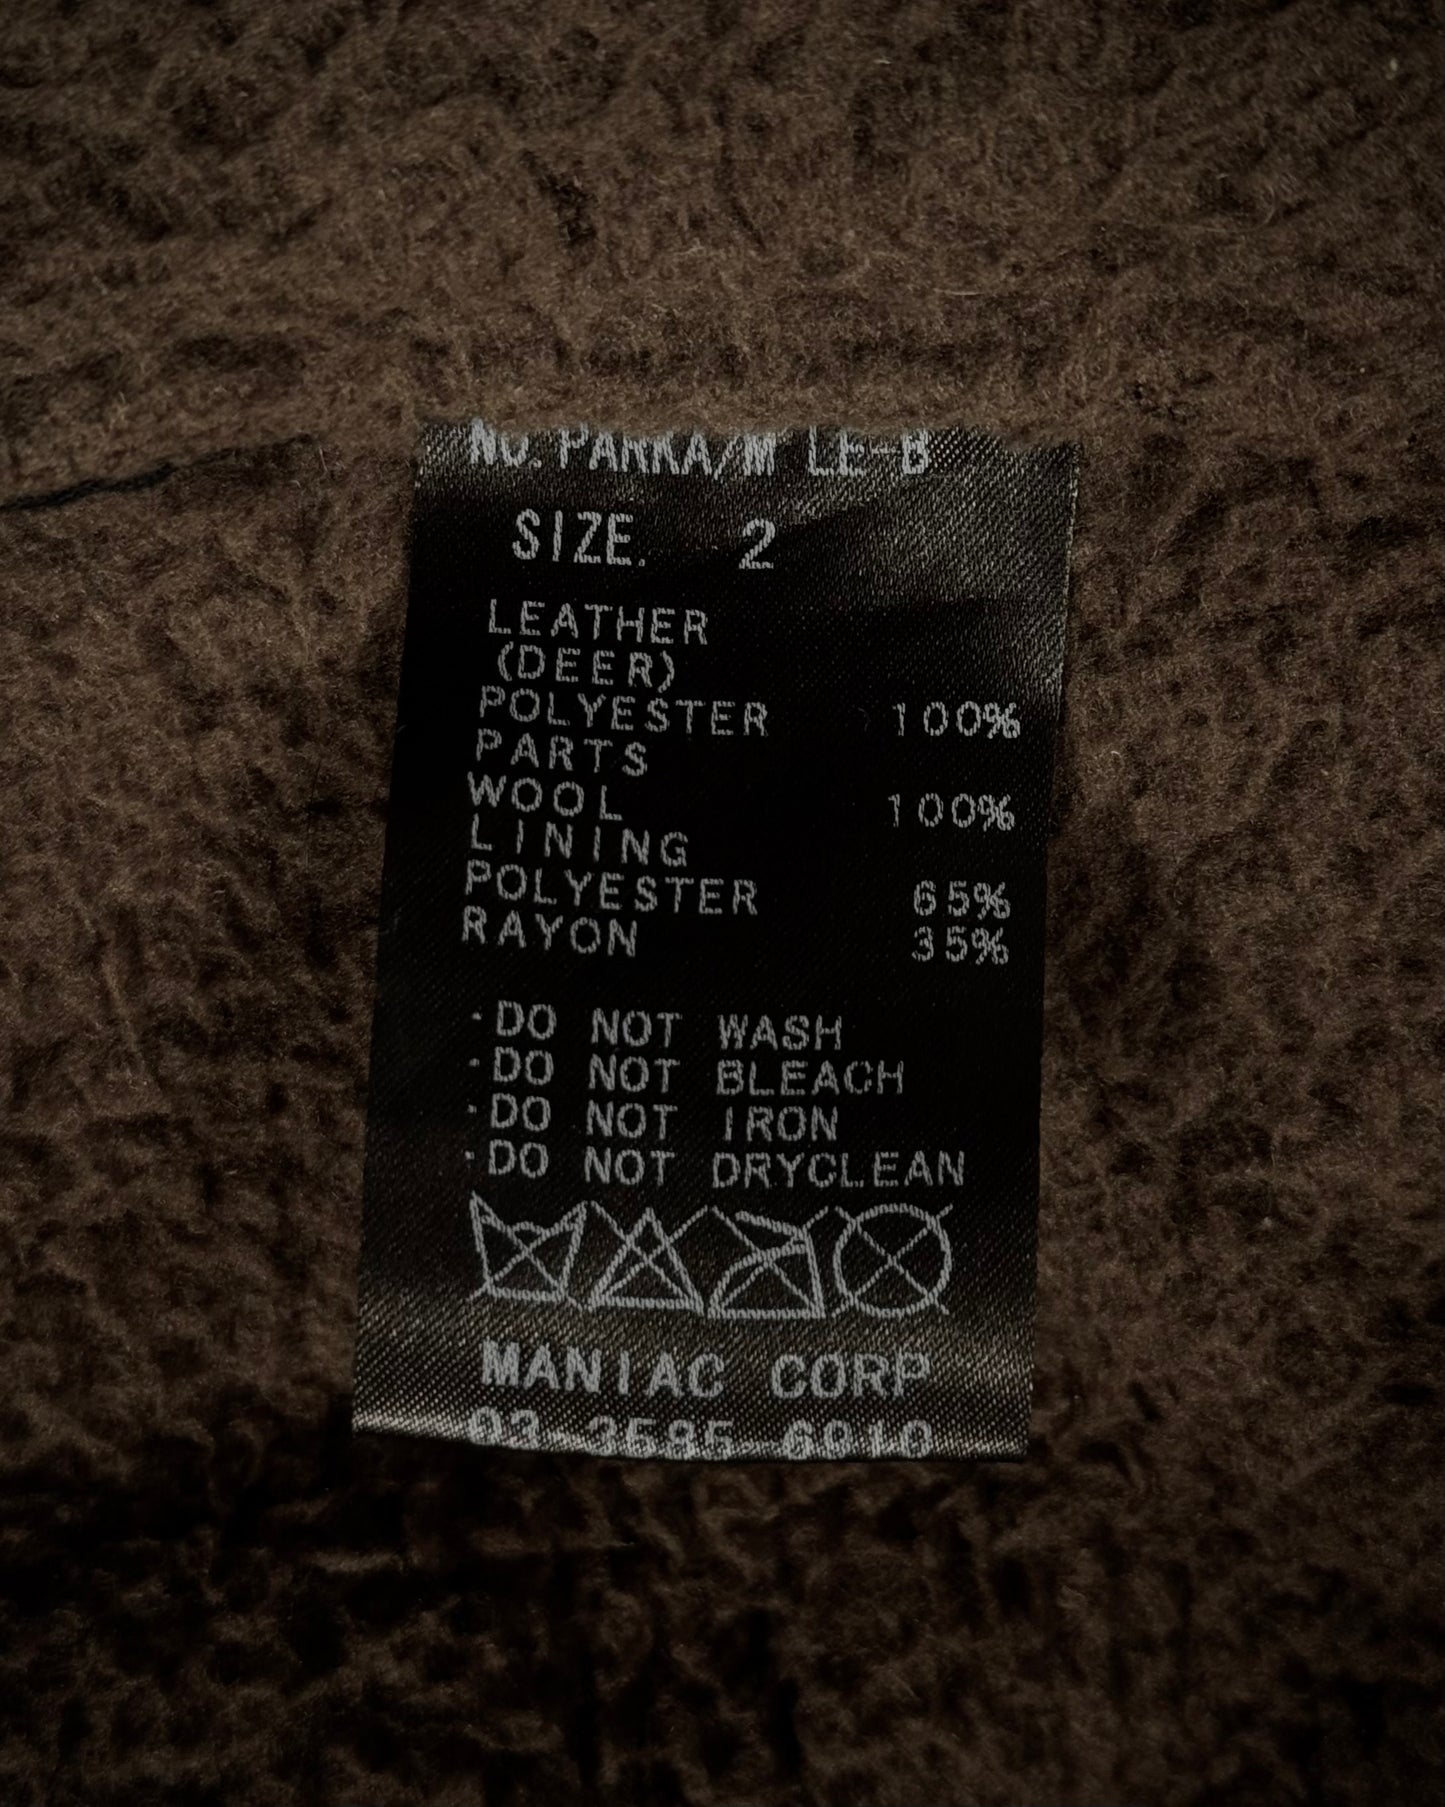 NO.PARKA/M LE-B
SIZE. 2
LEATHER
(DEER)
POLYESTER 100%
PARTS
WOOL 100%
LINING
POLYESTER 65%
RAYON 35%
·DO NOT WASH
·DO NOT BLEACH
·DO NOT IRON
·DO NOT DRYCLEAN
MANIAC CORP